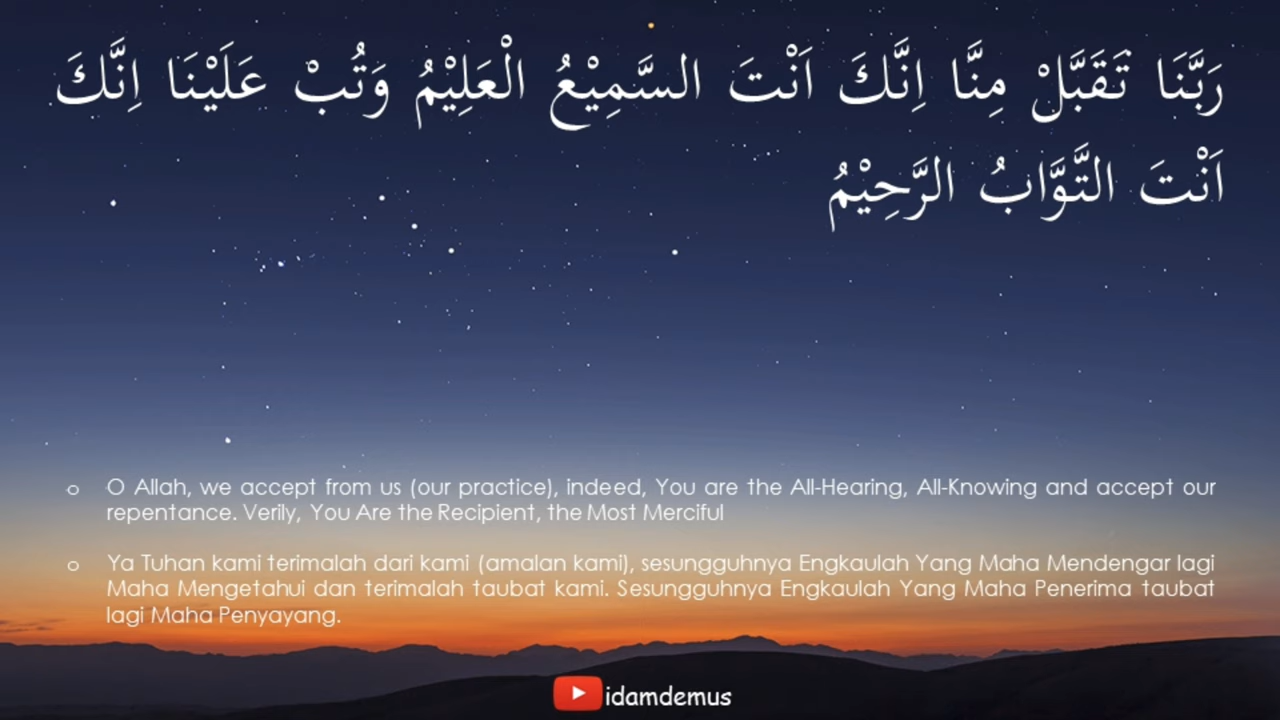 رَبَّنَا تَقَبَّلْ مِنَّا اِنَّكَ اَنْتَ السَّمِيْعُ الْعَلِيْمُ وَتُبْ عَلَيْنَا اِنَّكَ
اَنْتَ التَّوَّابُ الرَّحِيْمُ
o O Allah, we accept from us (our practice), indeed, You are the All-Hearing, All-Knowing and accept our
repentance. Verily, You Are the Recipient, the Most Merciful
o Ya Tuhan kami terimalah dari kami (amalan kami), sesungguhnya Engkaulah Yang Maha Mendengar lagi
Maha Mengetahui dan terimalah taubat kami. Sesungguhnya Engkaulah Yang Maha Penerima taubat
lagi Maha Penyayang.
idamdemus